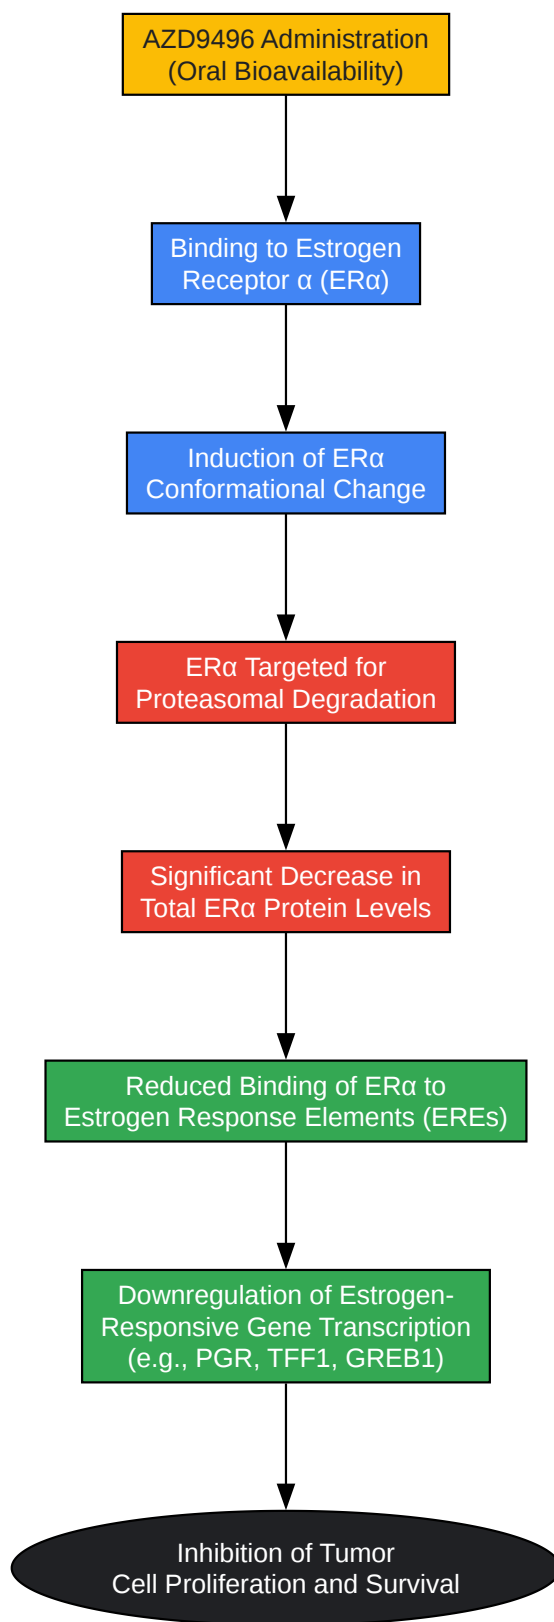 AZD9496 Administration
(Oral Bioavailability)
Binding to Estrogen
Receptor α (ERα)
Induction of ERα
Conformational Change
ERα Targeted for
Proteasomal Degradation
Significant Decrease in
Total ERα Protein Levels
Reduced Binding of ERα to
Estrogen Response Elements (EREs)
Downregulation of Estrogen-
Responsive Gene Transcription
(e.g., PGR, TFF1, GREB1)
Inhibition of Tumor
Cell Proliferation and Survival